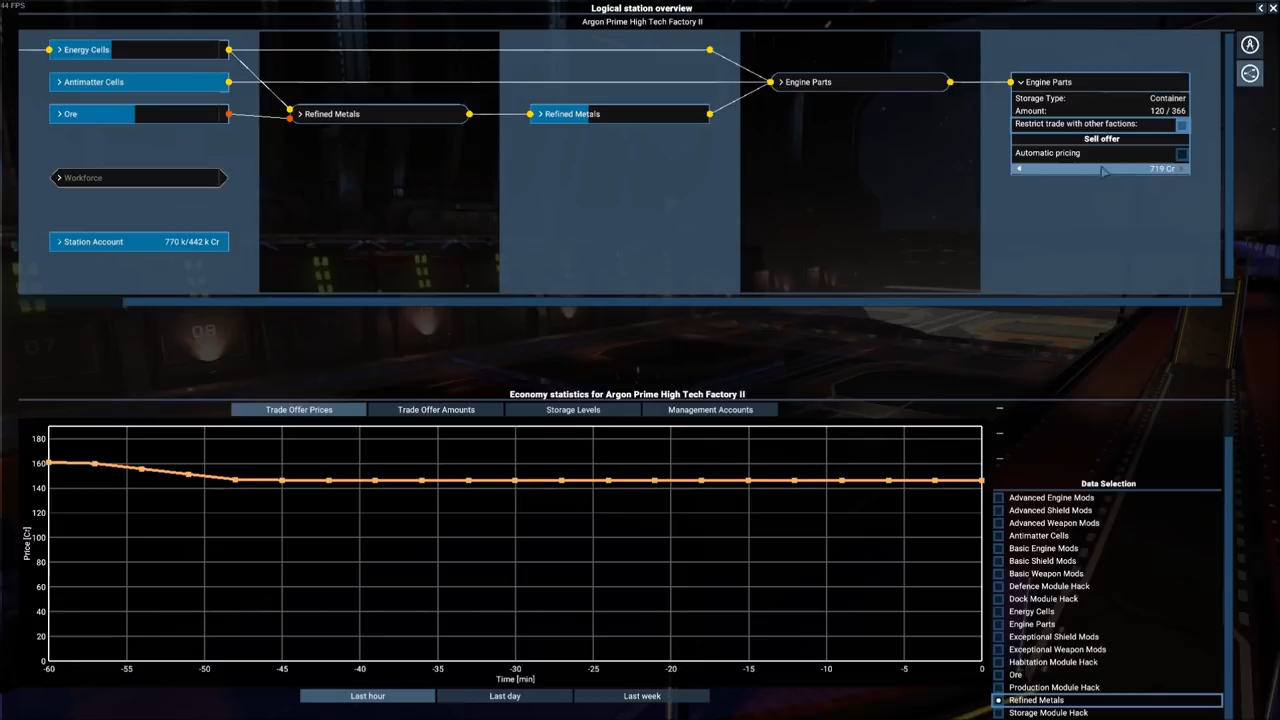 44 FPS
Logical station overview
Argon Prime High Tech Factory II
Energy Cells
Antimatter Cells
Engine Parts
Engine Parts
Storage Type: Container
Amount: 120 / 366
Ore
Refined Metals
Refined Metals
Restrict trade with other factions:
Sell offer
Automatic pricing
719 Cr
Workforce
Station Account 770 k/442 k Cr
08
07
Economy statistics for Argon Prime High Tech Factory II
Trade Offer Prices Trade Offer Amounts Storage Levels Management Accounts
180
160
140
120
100
80
60
40
20
0
Price [Cr]
-60 -55 -50 -45 -40 -35 -30 -25 -20 -15 -10 -5 0
Time [min]
Last hour Last day Last week
Data Selection
Advanced Engine Mods
Advanced Shield Mods
Advanced Weapon Mods
Antimatter Cells
Basic Engine Mods
Basic Shield Mods
Basic Weapon Mods
Defence Module Hack
Dock Module Hack
Energy Cells
Engine Parts
Exceptional Shield Mods
Exceptional Weapon Mods
Habitation Module Hack
Ore
Production Module Hack
Refined Metals
Storage Module Hack